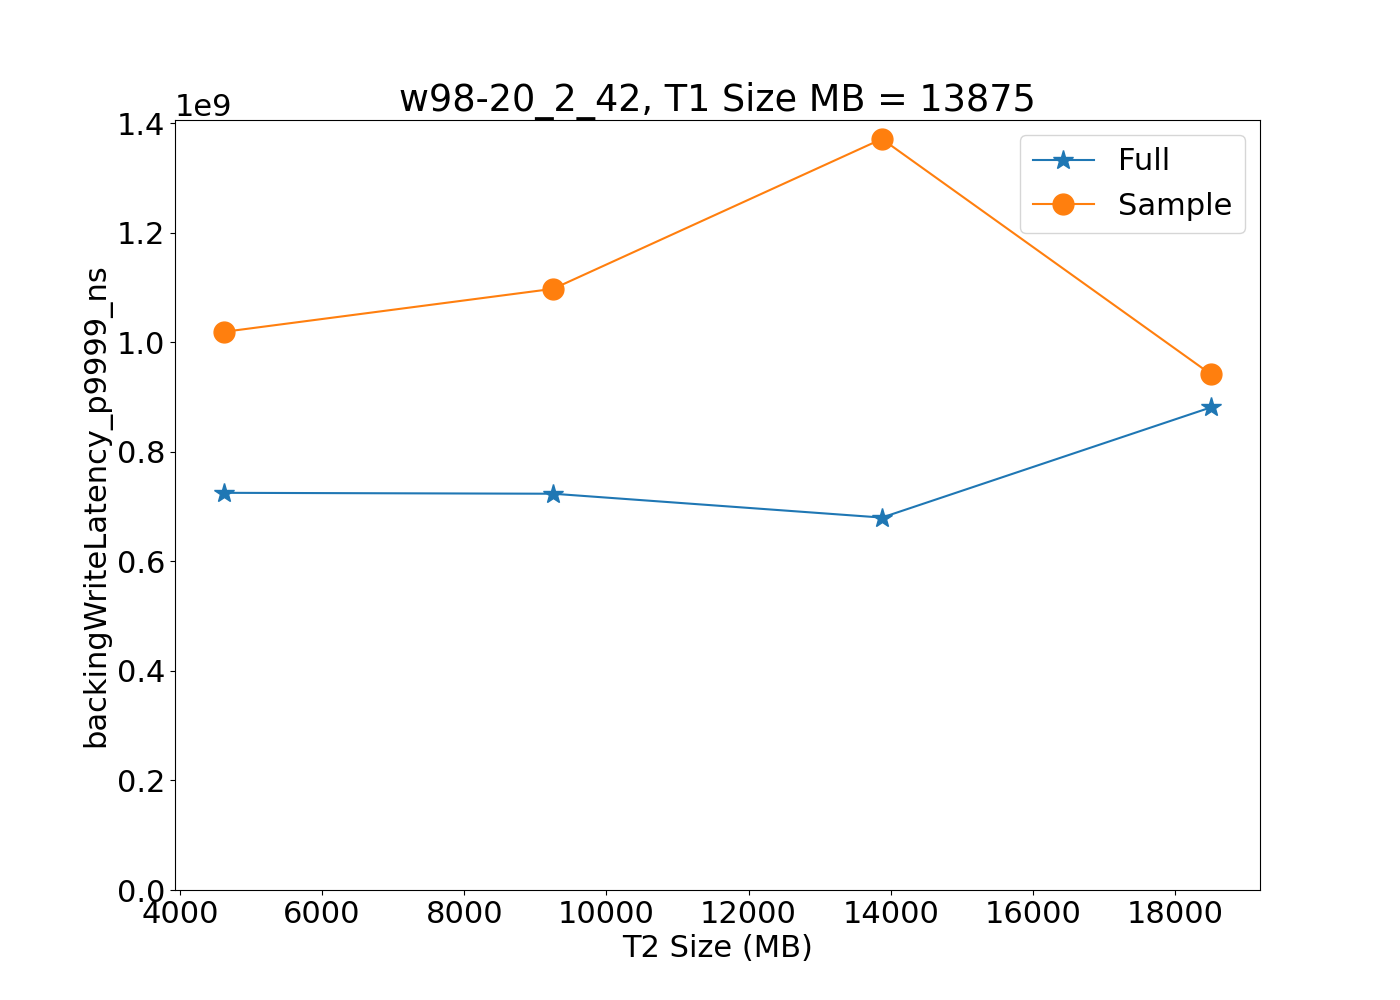 w98-20_2_42, T1 Size MB = 13875
1e9
1.4
1.2
1.0
0.8
0.6
0.4
0.2
0.0
backingWriteLatency_p9999_ns
Full
Sample
4000 6000 8000 10000 12000 14000 16000 18000
T2 Size (MB)